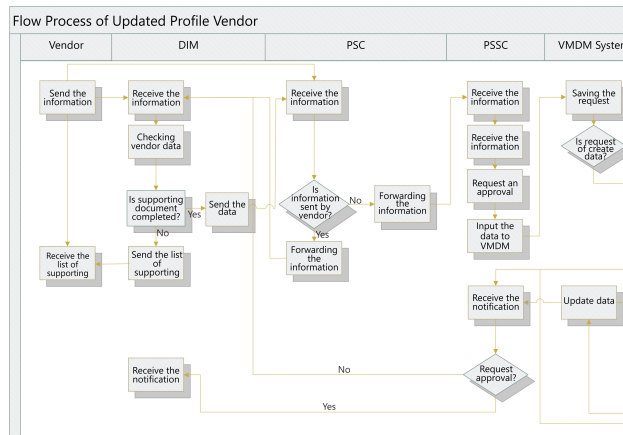 Flow Process of Updated Profile Vendor
Vendor
DIM
PSC
PSSC
VMDM System
Send the
information
Receive the
information
Receive the
information
Receive the
information
Saving the
request
Checking
vendor data
Receive the
information
Is request
of create
data?
Is supporting
document
completed?
Yes
Send the
data
Is
information
sent by
vendor?
No
Forwarding
the
information
Request an
approval
No
Yes
Input the
data to
VMDM
Receive the
list of
supporting
Send the list
of
supporting
Forwarding
the
information
Receive the
notification
Update data
Receive the
notification
No
Request
approval?
Yes